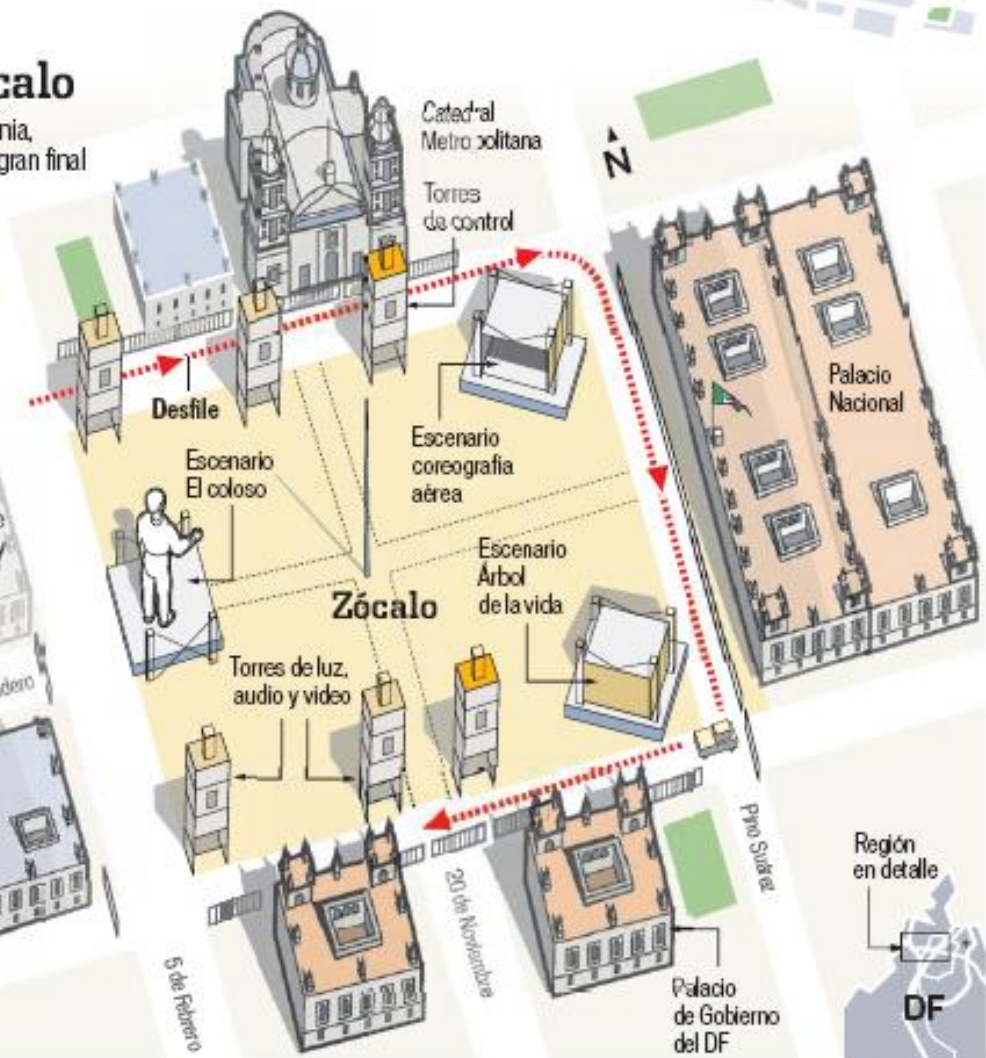 calo
nia,
gran final
Catedral
Metropolitana
N
Torres
de control
Palacio
Nacional
Desfile
Escenario
El coloso
Escenario
coreografía
aérea
Escenario
Árbol
de la vida
Zócalo
Torres de luz,
audio y video
dero
Pino Suárez
20 de Noviembre
5 de Febrero
Región
en detalle
DF
Palacio
de Gobierno
del DF